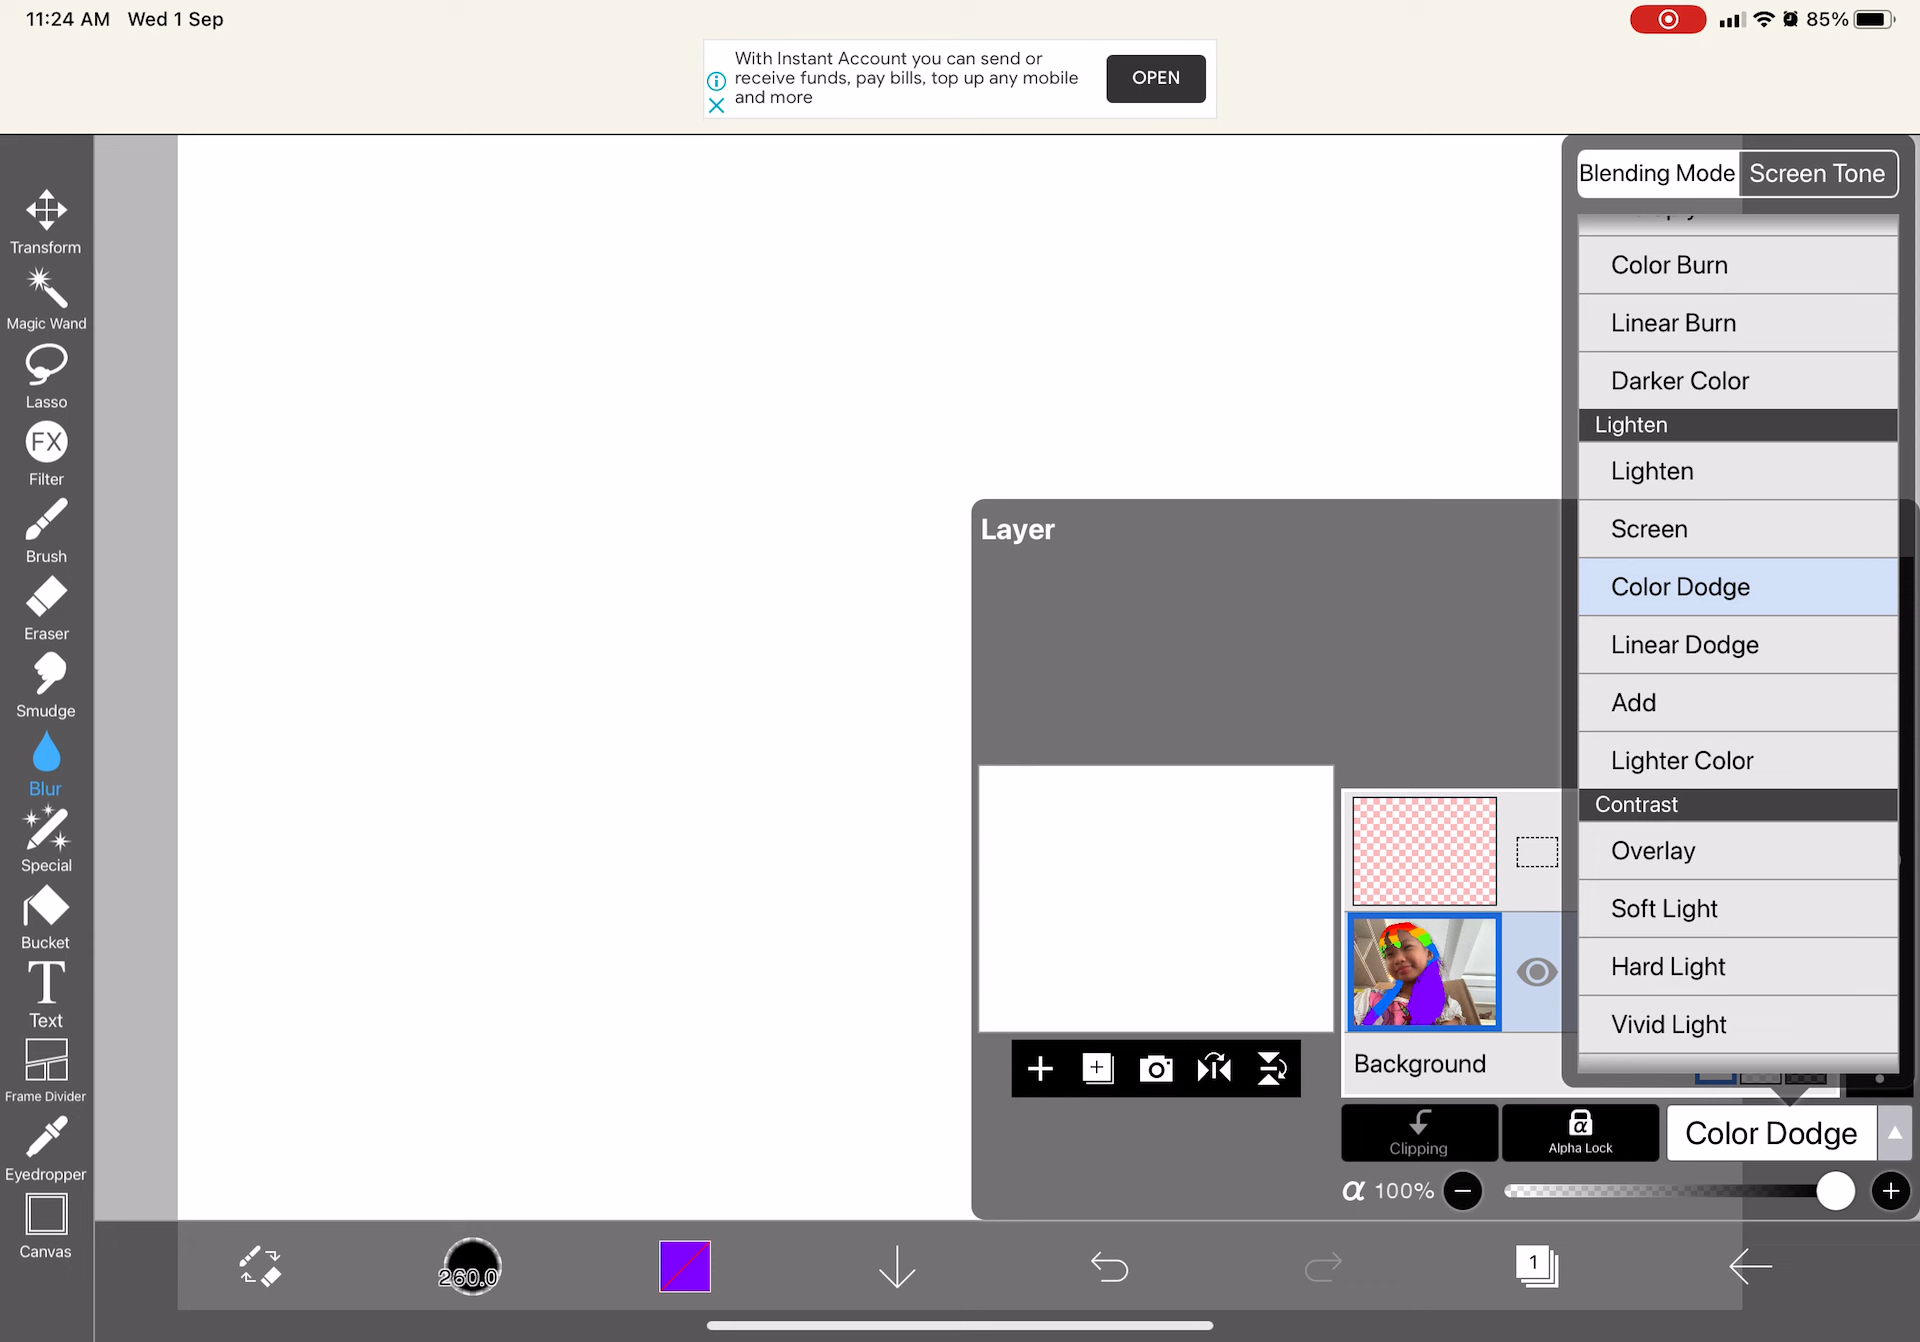 11:24 AM Wed 1 Sep
85%
With Instant Account you can send or
receive funds, pay bills, top up any mobile
and more
OPEN
Transform
Magic Wand
Lasso
FX
Filter
Brush
Eraser
Smudge
Blur
Special
Bucket
T
Text
Frame Divider
Eyedropper
Canvas
Blending Mode
Screen Tone
Color Burn
Linear Burn
Darker Color
Lighten
Lighten
Screen
Color Dodge
Linear Dodge
Add
Lighter Color
Contrast
Overlay
Soft Light
Hard Light
Vivid Light
Layer
Background
Clipping
α
Alpha Lock
Color Dodge
α 100%
260.0
1